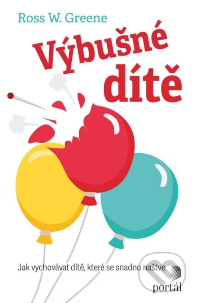 Ross W. Greene
Výbušné
dítě
Jak vychovávat dítě, které se snadno naštve
portál